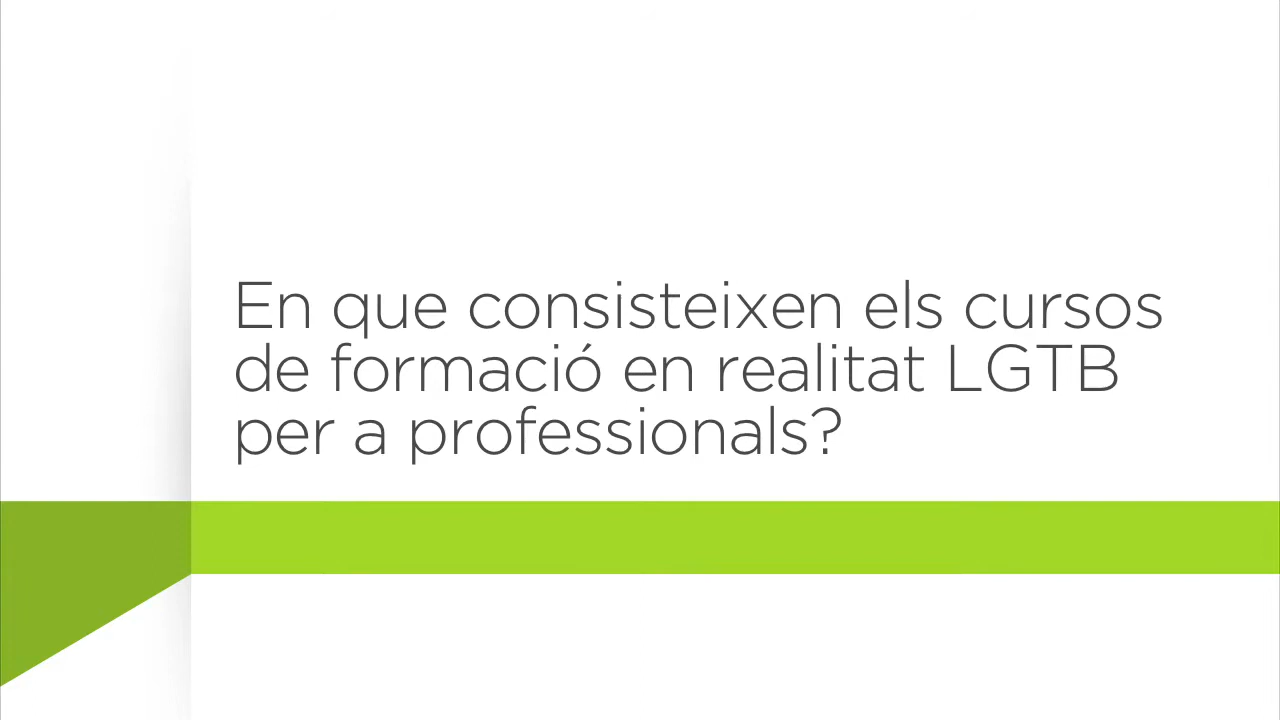 En que consisteixen els cursos
de formació en realitat LGTB
per a professionals?